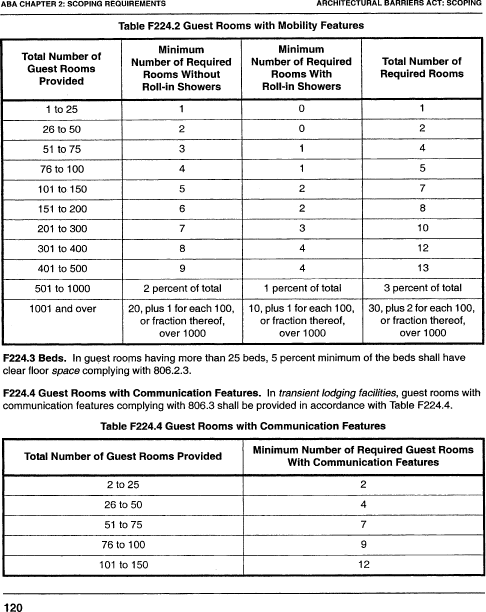 ABA CHAPTER 2: SCOPING REQUIREMENTS    ARCHITECTURAL BARRIERS ACT: SCOPING
Table F224.2 Guest Rooms with Mobility Features
Total Number of Guest Rooms Provided | Minimum Number of Required Rooms Without Roll-in Showers | Minimum Number of Required Rooms With Roll-in Showers | Total Number of Required Rooms
1 to 25 | 1 | 0 | 1
26 to 50 | 2 | 0 | 2
51 to 75 | 3 | 1 | 4
76 to 100 | 4 | 1 | 5
101 to 150 | 5 | 2 | 7
151 to 200 | 6 | 2 | 8
201 to 300 | 7 | 3 | 10
301 to 400 | 8 | 4 | 12
401 to 500 | 9 | 4 | 13
501 to 1000 | 2 percent of total | 1 percent of total | 3 percent of total
1001 and over | 20, plus 1 for each 100, or fraction thereof, over 1000 | 10, plus 1 for each 100, or fraction thereof, over 1000 | 30, plus 2 for each 100, or fraction thereof, over 1000
F224.3 Beds. In guest rooms having more than 25 beds, 5 percent minimum of the beds shall have
clear floor space complying with 806.2.3.
F224.4 Guest Rooms with Communication Features. In transient lodging facilities, guest rooms with
communication features complying with 806.3 shall be provided in accordance with Table F224.4.
Table F224.4 Guest Rooms with Communication Features
Total Number of Guest Rooms Provided | Minimum Number of Required Guest Rooms With Communication Features
2 to 25 | 2
26 to 50 | 4
51 to 75 | 7
76 to 100 | 9
101 to 150 | 12
120